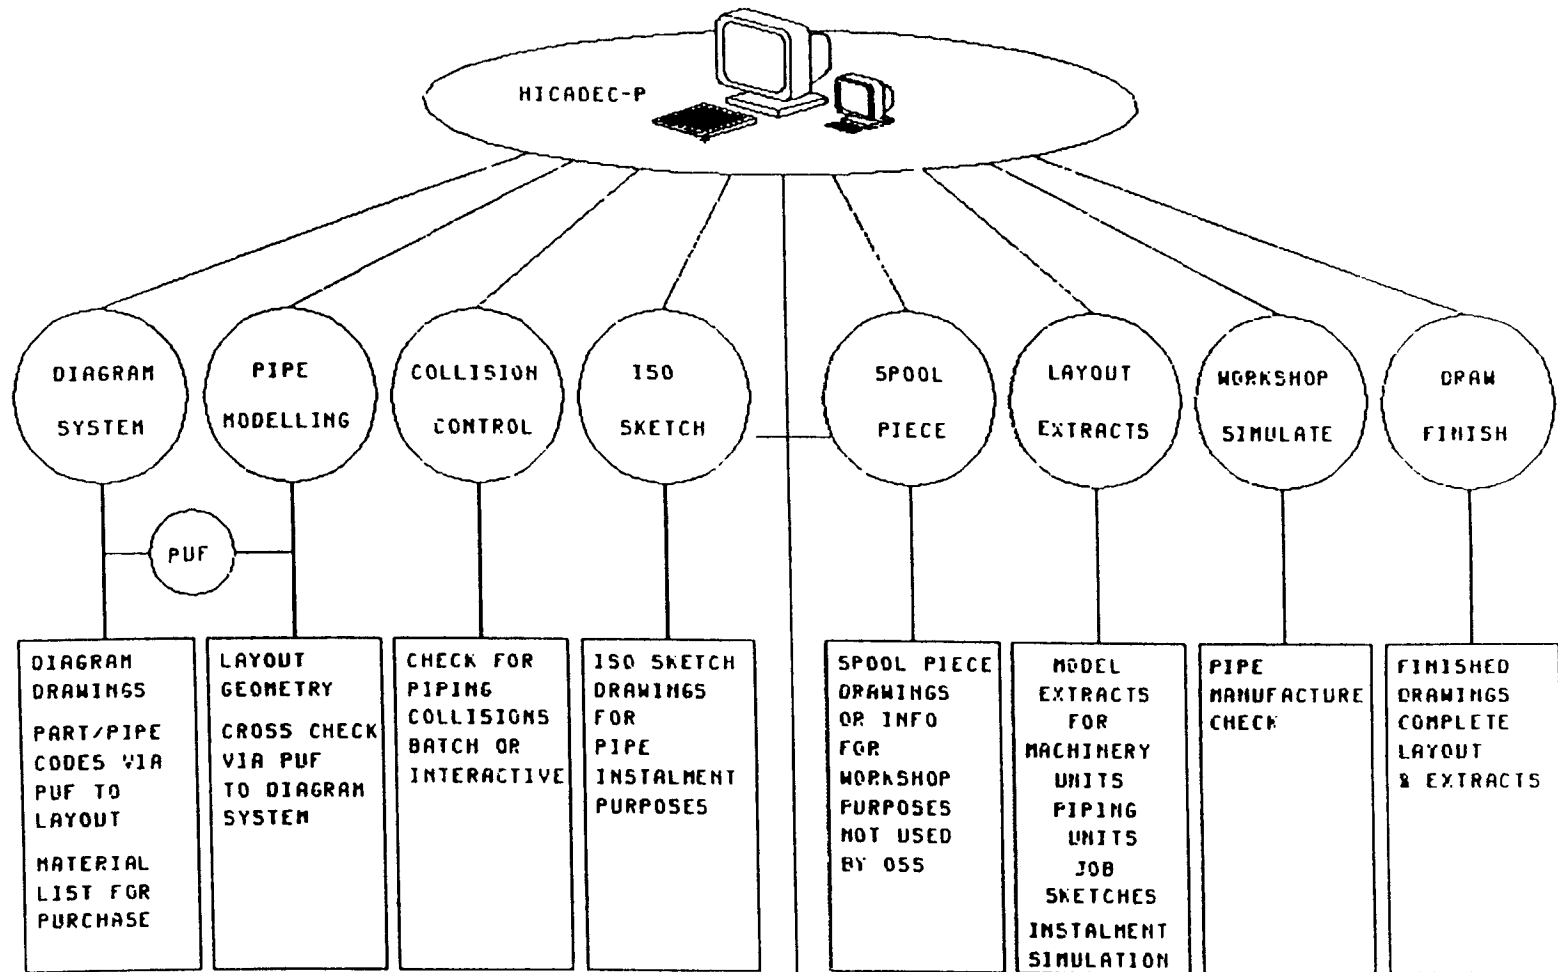 HICADEC-P
DIAGRAM
SYSTEM
PIPE
MODELLING
COLLISION
CONTROL
ISO
SKETCH
SPOOL
PIECE
LAYOUT
EXTRACTS
WORKSHOP
SIMULATE
DRAW
FINISH
PUF
DIAGRAM
DRAWINGS
PART/PIPE
CODES VIA
PUF TO
LAYOUT
MATERIAL
LIST FOR
PURCHASE
LAYOUT
GEOMETRY
CROSS CHECK
VIA PUF
TO DIAGRAM
SYSTEM
CHECK FOR
PIPING
COLLISIONS
BATCH OR
INTERACTIVE
ISO SKETCH
DRAWINGS
FOR
PIPE
INSTALMENT
PURPOSES
SPOOL PIECE
DRAWINGS
OR INFO
FOR
WORKSHOP
PURPOSES
NOT USED
BY OSS
MODEL
EXTRACTS
FOR
MACHINERY
UNITS
PIPING
UNITS
JOB
SKETCHES
INSTALMENT
SIMULATION
PIPE
MANUFACTURE
CHECK
FINISHED
DRAWINGS
COMPLETE
LAYOUT
& EXTRACTS